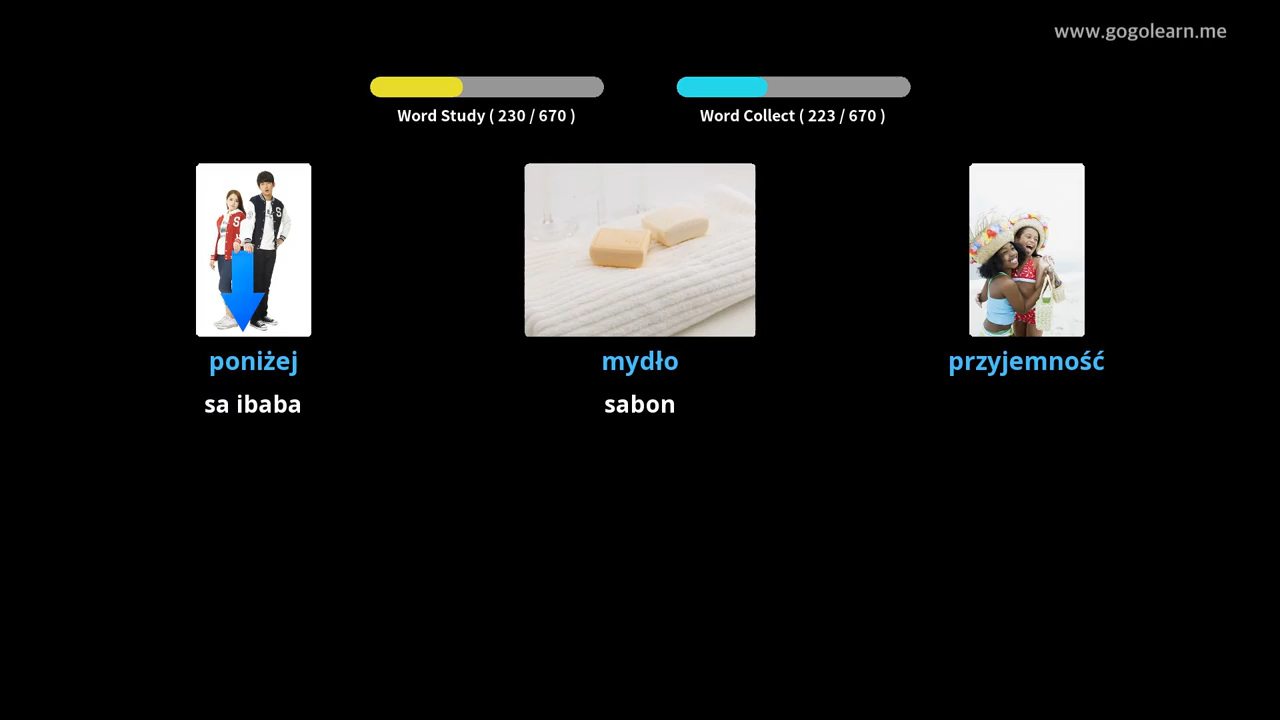 www.gogolearn.me
Word Study ( 230 / 670 )
Word Collect ( 223 / 670 )
poniżej
mydło
przyjemność
sa ibaba
sabon